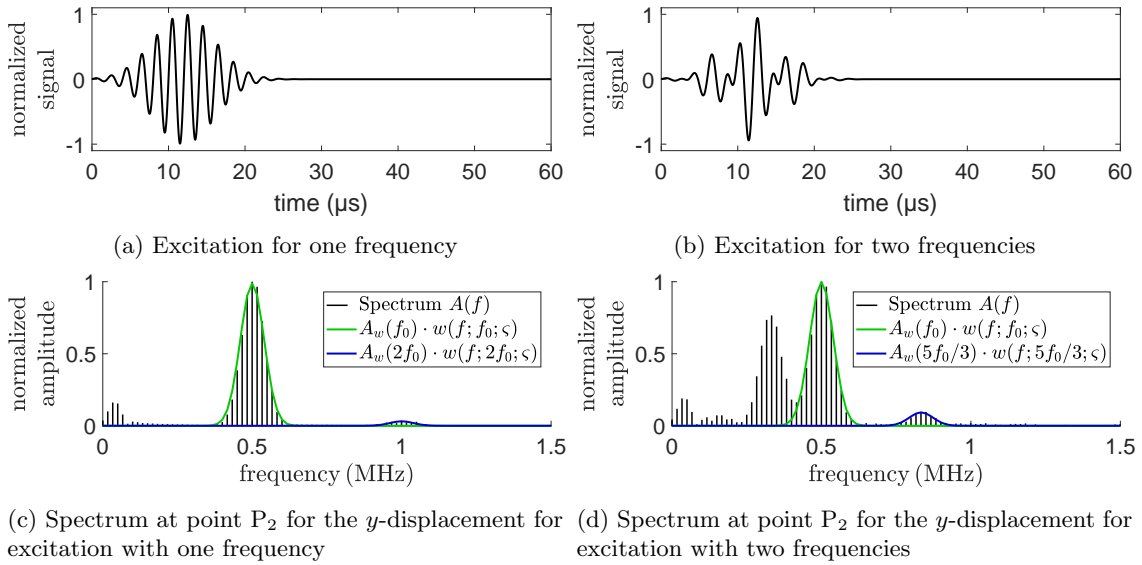 normalized
signal
1
0
-1
0 10 20 30 40 50 60
time (μs)
(a) Excitation for one frequency
normalized
signal
1
0
-1
0 10 20 30 40 50 60
time (μs)
(b) Excitation for two frequencies
normalized
amplitude
1
0.5
0
Spectrum A(f)
A_w(f_0) · w(f; f_0; ς)
A_w(2f_0) · w(f; 2f_0; ς)
0 0.5 1 1.5
frequency (MHz)
(c) Spectrum at point P₂ for the y-displacement for
excitation with one frequency
normalized
amplitude
1
0.5
0
Spectrum A(f)
A_w(f_0) · w(f; f_0; ς)
A_w(5f_0/3) · w(f; 5f_0/3; ς)
0 0.5 1 1.5
frequency (MHz)
(d) Spectrum at point P₂ for the y-displacement for
excitation with two frequencies